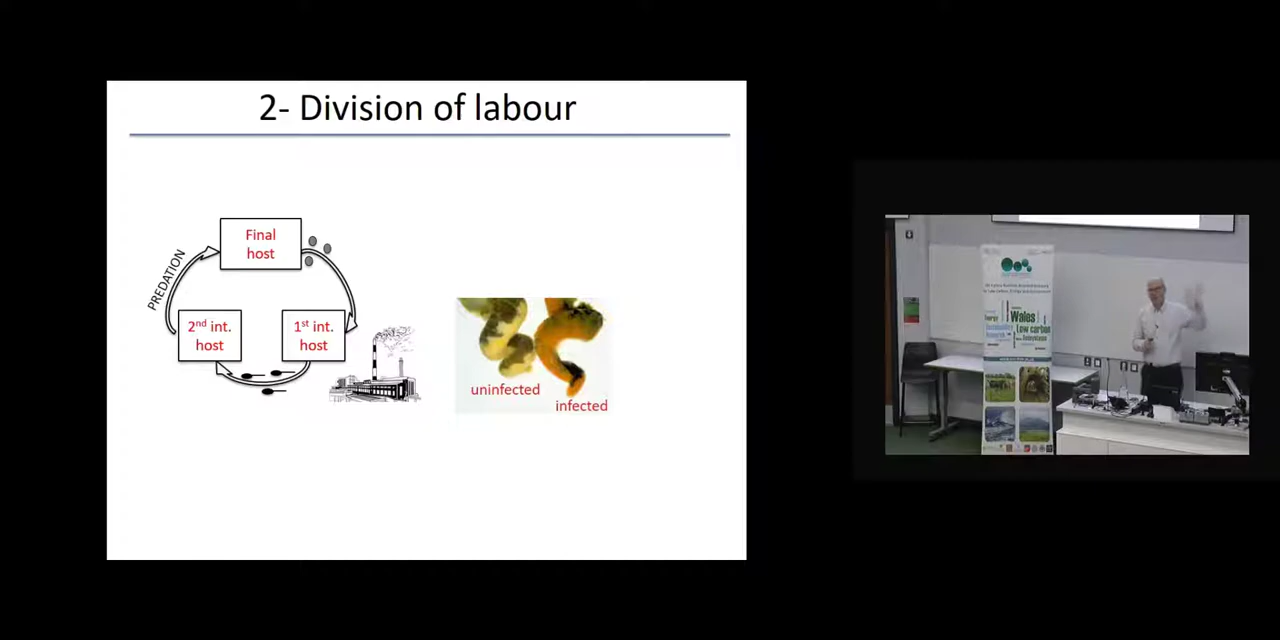 2- Division of labour
Final
host
PREDATION
2nd int.
host
1st int.
host
uninfected
infected
Wales
Low carbon